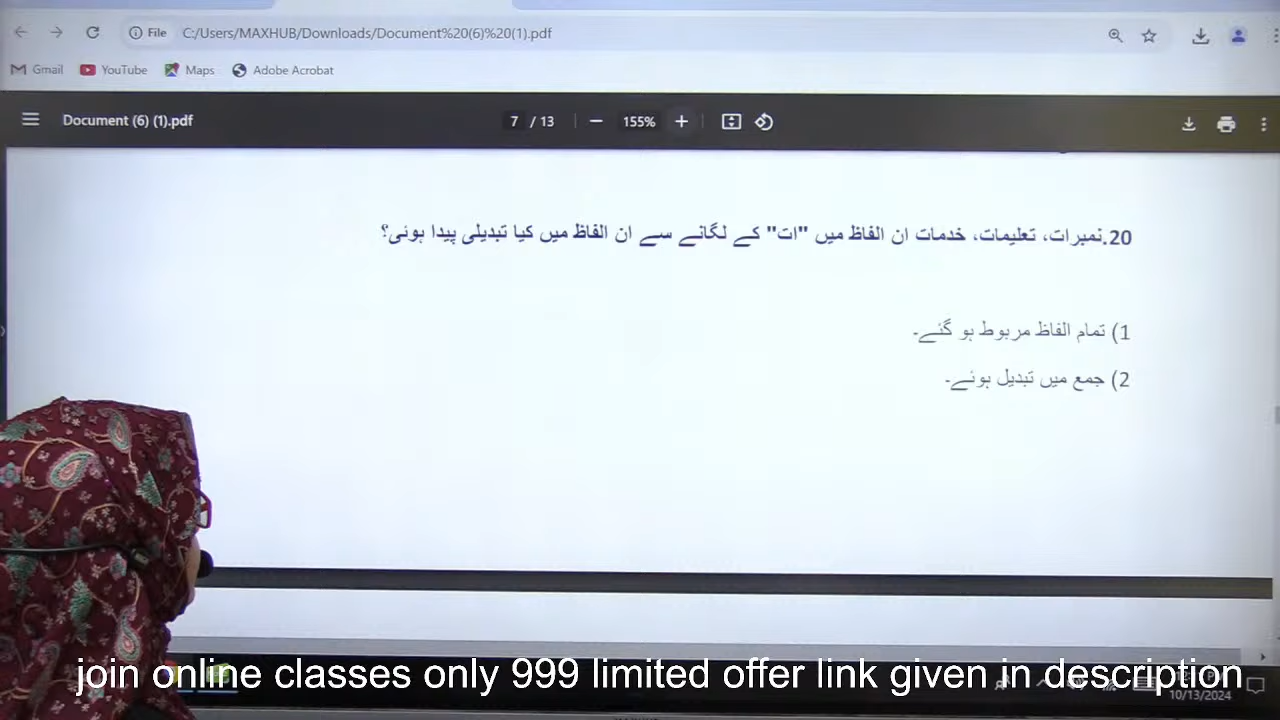 File C:/Users/MAXHUB/Downloads/Document%20(6)%20(1).pdf
Gmail YouTube Maps Adobe Acrobat
Document (6) (1).pdf 7 / 13 155%
20.نمبرات، تعلیمات، خدمات ان الفاظ میں "ات" کے لگانے سے ان الفاظ میں کیا تبدیلی پیدا ہوئی؟
1) تمام الفاظ مربوط ہو گئے۔
2) جمع میں تبدیل ہوئے۔
join online classes only 999 limited offer link given in description
10/13/2024